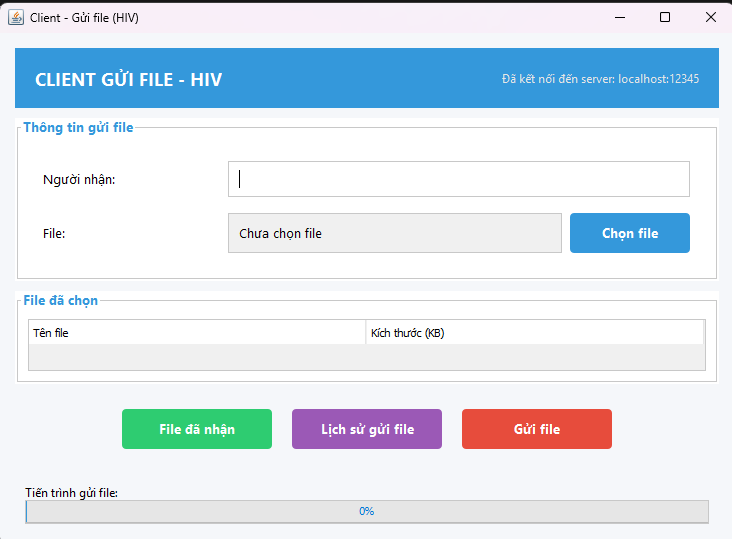 Client - Gửi file (HIV)
CLIENT GỬI FILE - HIV
Đã kết nối đến server: localhost:12345
Thông tin gửi file
Người nhận:
File:
Chưa chọn file
Chọn file
File đã chọn
Tên file
Kích thước (KB)
File đã nhận
Lịch sử gửi file
Gửi file
Tiến trình gửi file:
0%